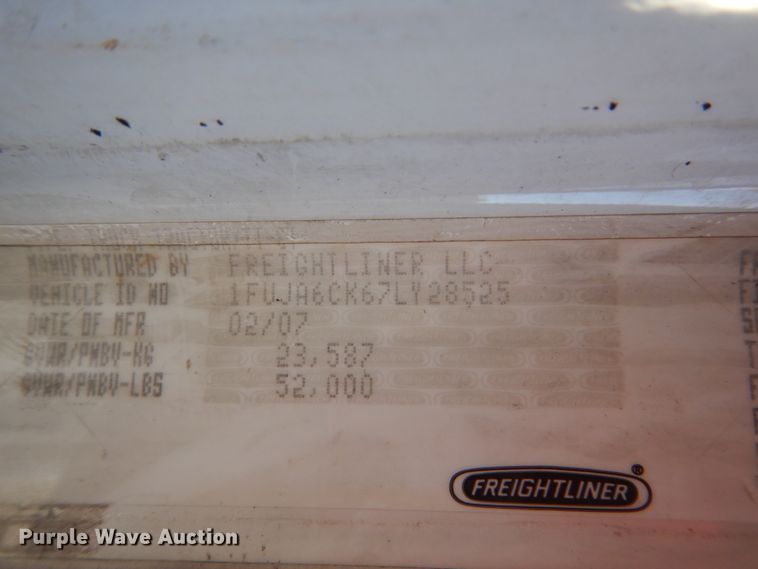 MANUFACTURED BY FREIGHTLINER LLC
VEHICLE ID NO 1FUJA6CK67LY28525
DATE OF MFR 02/07
GVWR/PNBV-KG 23,587
GVWR/PNBV-LBS 52,000
FREIGHTLINER®
Purple Wave Auction